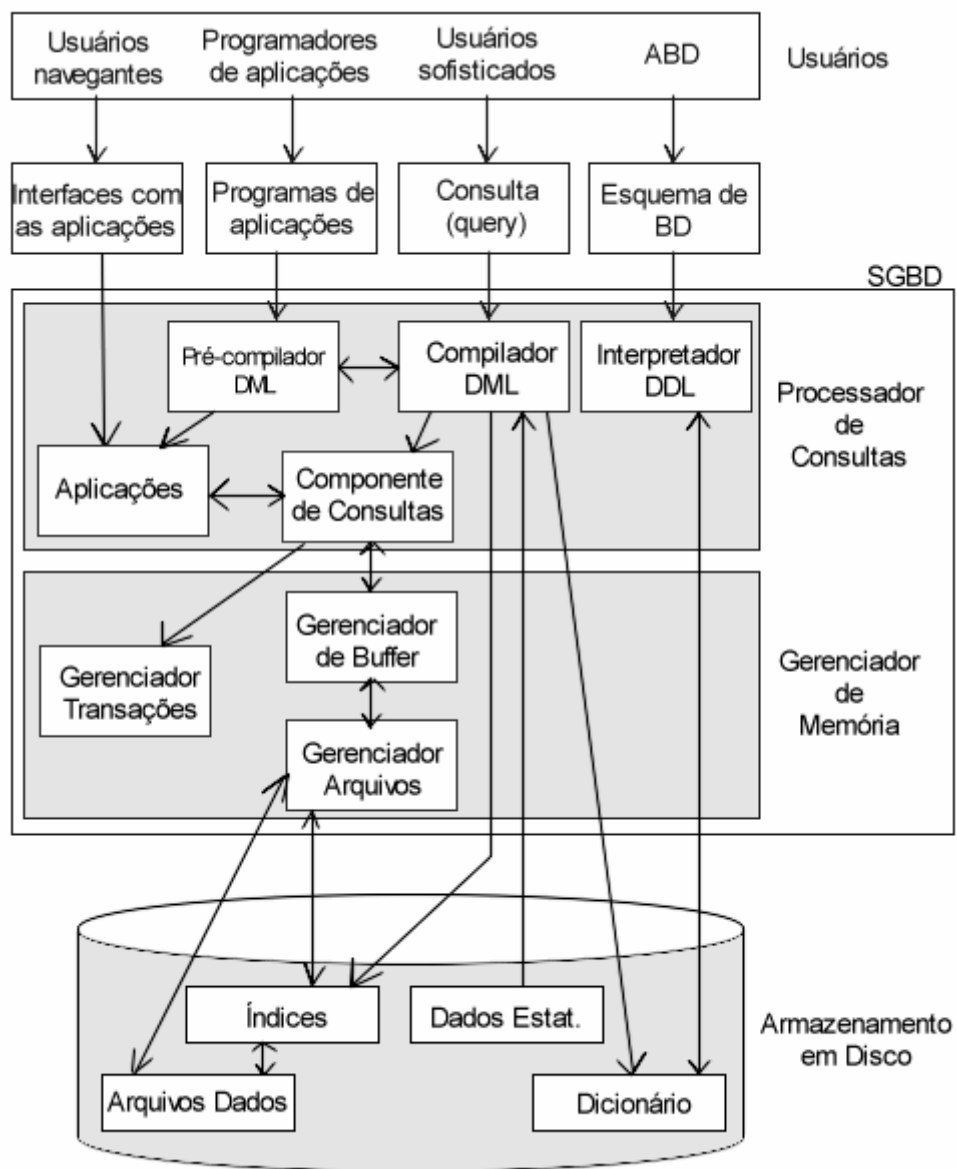 Usuários
navegantes
Programadores
de aplicações
Usuários
sofisticados
ABD
Usuários
Interfaces com
as aplicações
Programas de
aplicações
Consulta
(query)
Esquema de
BD
SGBD
Pré-compilador
DML
Compilador
DML
Interpretador
DDL
Processador
de
Consultas
Aplicações
Componente
de Consultas
Gerenciador
de Buffer
Gerenciador
Transações
Gerenciador
de
Memória
Gerenciador
Arquivos
Índices
Dados Estat.
Armazenamento
em Disco
Arquivos Dados
Dicionário